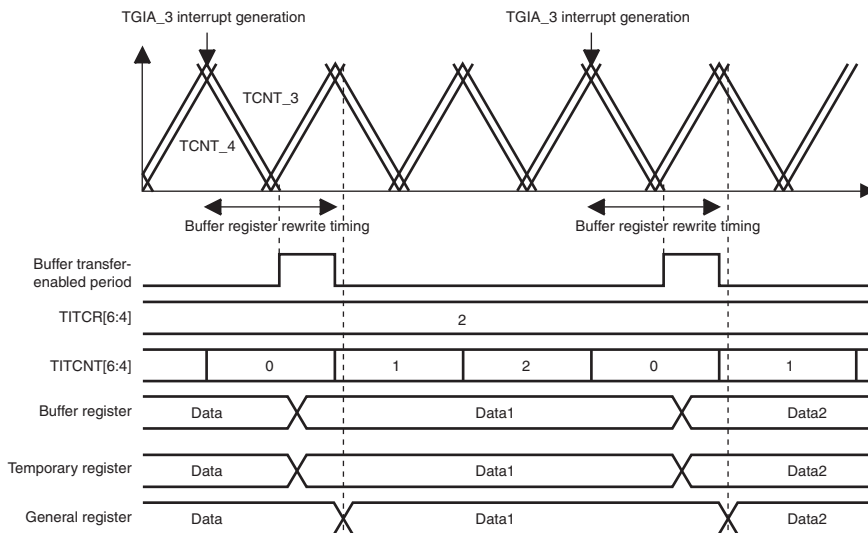 TGIA_3 interrupt generation TGIA_3 interrupt generation
TCNT_3
TCNT_4
Buffer register rewrite timing Buffer register rewrite timing
Buffer transfer-
enabled period
TITCR[6:4] 2
TITCNT[6:4] 0 1 2 0 1
Buffer register Data Data1 Data2
Temporary register Data Data1 Data2
General register Data Data1 Data2